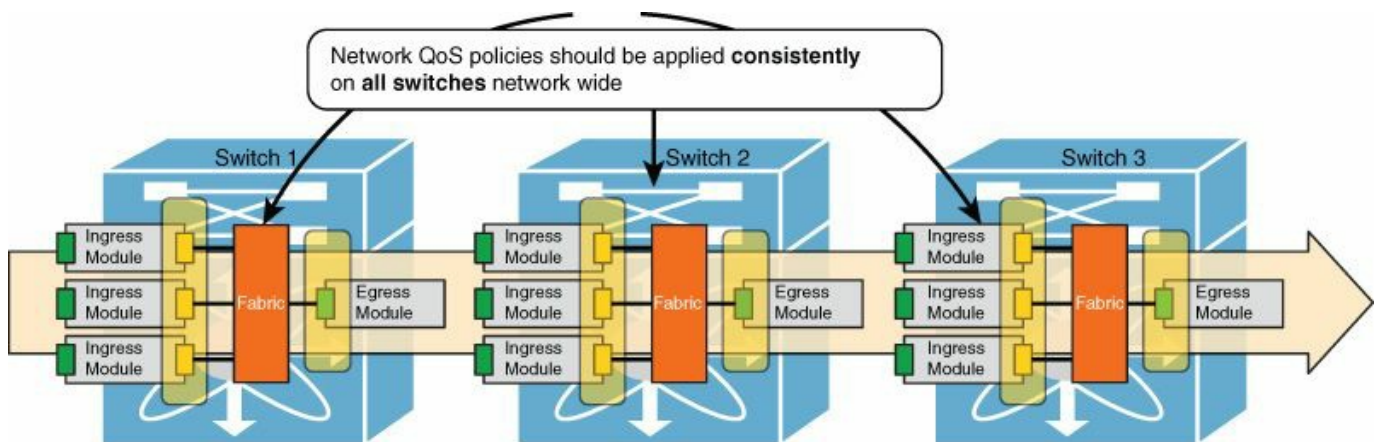 Network QoS policies should be applied consistently
on all switches network wide
Switch 1
Switch 2
Switch 3
Ingress
Module
Ingress
Module
Ingress
Module
Fabric
Egress
Module
Ingress
Module
Ingress
Module
Ingress
Module
Fabric
Egress
Module
Ingress
Module
Ingress
Module
Ingress
Module
Fabric
Egress
Module